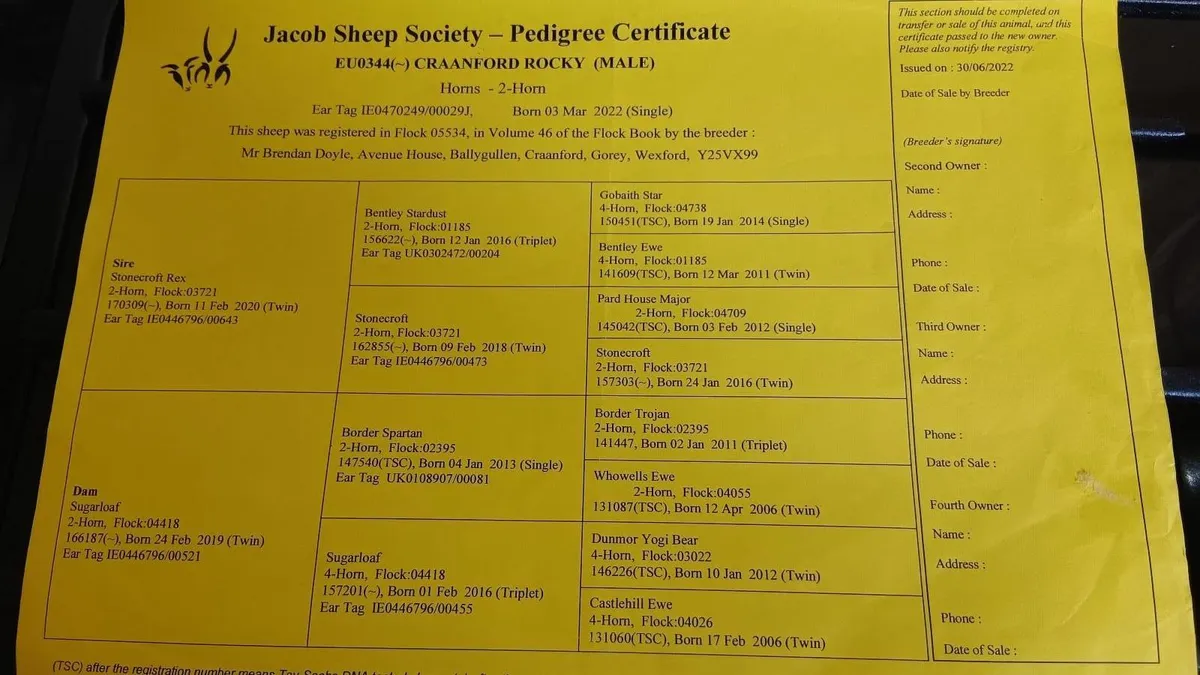 Jacob Sheep Society – Pedigree Certificate
EU0344(~) CRAANFORD ROCKY (MALE)
Horns - 2-Horn
Ear Tag IE0470249/00029J, Born 03 Mar 2022 (Single)
This sheep was registered in Flock 05534, in Volume 46 of the Flock Book by the breeder :
Mr Brendan Doyle, Avenue House, Ballygullen, Craanford, Gorey, Wexford, Y25VX99
Sire
Stonecroft Rex
2-Horn, Flock:03721
170309(~), Born 11 Feb 2020 (Twin)
Ear Tag IE0446796/00643
Dam
Sugarloaf
2-Horn, Flock:04418
166187(~), Born 24 Feb 2019 (Twin)
Ear Tag IE0446796/00521
Bentley Stardust
2-Horn, Flock:01185
156622(~), Born 12 Jan 2016 (Triplet)
Ear Tag UK0302472/00204
Stonecroft
2-Horn, Flock:03721
162855(~), Born 09 Feb 2018 (Twin)
Ear Tag IE0446796/00473
Border Spartan
2-Horn, Flock:02395
147540(TSC), Born 04 Jan 2013 (Single)
Ear Tag UK0108907/00081
Sugarloaf
4-Horn, Flock:04418
157201(~), Born 01 Feb 2016 (Triplet)
Ear Tag IE0446796/00455
Gobaith Star
4-Horn, Flock:04738
150451(TSC), Born 19 Jan 2014 (Single)
Bentley Ewe
4-Horn, Flock:01185
141609(TSC), Born 12 Mar 2011 (Twin)
Pard House Major
2-Horn, Flock:04709
145042(TSC), Born 03 Feb 2012 (Single)
Stonecroft
2-Horn, Flock:03721
157303(~), Born 24 Jan 2016 (Twin)
Border Trojan
2-Horn, Flock:02395
141447, Born 02 Jan 2011 (Triplet)
Whowells Ewe
2-Horn, Flock:04055
131087(TSC), Born 12 Apr 2006 (Twin)
Dunmor Yogi Bear
4-Horn, Flock:03022
146226(TSC), Born 10 Jan 2012 (Twin)
Castlehill Ewe
4-Horn, Flock:04026
131060(TSC), Born 17 Feb 2006 (Twin)
This section should be completed on
transfer or sale of this animal, and this
certificate passed to the new owner.
Please also notify the registry.
Issued on : 30/06/2022
Date of Sale by Breeder
(Breeder's signature)
Second Owner :
Name :
Address :
Phone :
Date of Sale :
Third Owner :
Name :
Address :
Phone :
Date of Sale :
Fourth Owner :
Name :
Address :
Phone :
Date of Sale :
(TSC) after the registration number means Tay-Sachs DNA